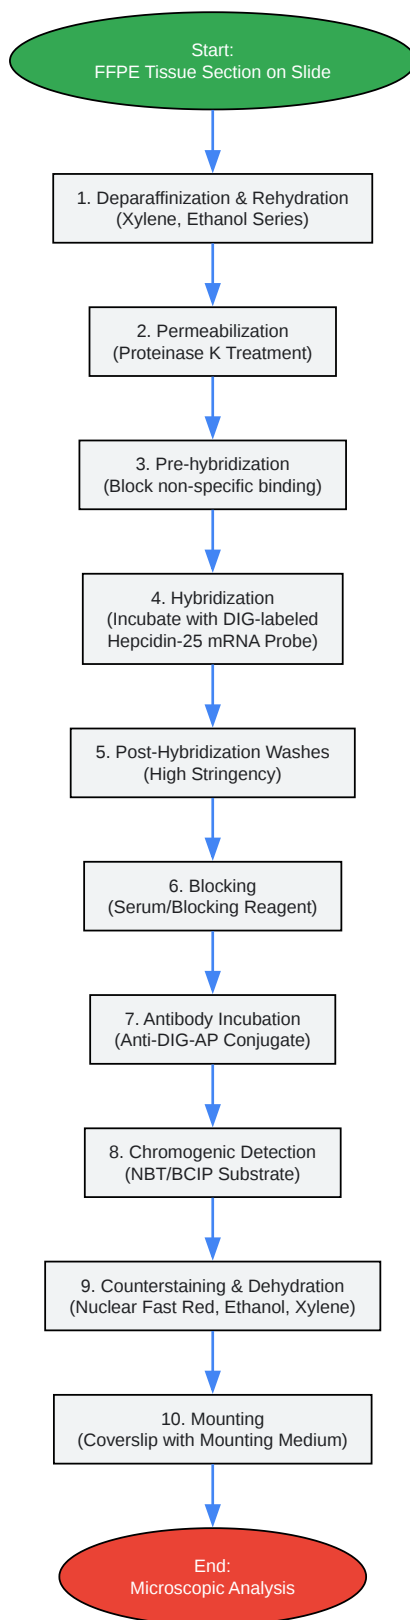 Start:
FFPE Tissue Section on Slide
1. Deparaffinization & Rehydration
(Xylene, Ethanol Series)
2. Permeabilization
(Proteinase K Treatment)
3. Pre-hybridization
(Block non-specific binding)
4. Hybridization
(Incubate with DIG-labeled
Hepcidin-25 mRNA Probe)
5. Post-Hybridization Washes
(High Stringency)
6. Blocking
(Serum/Blocking Reagent)
7. Antibody Incubation
(Anti-DIG-AP Conjugate)
8. Chromogenic Detection
(NBT/BCIP Substrate)
9. Counterstaining & Dehydration
(Nuclear Fast Red, Ethanol, Xylene)
10. Mounting
(Coverslip with Mounting Medium)
End:
Microscopic Analysis